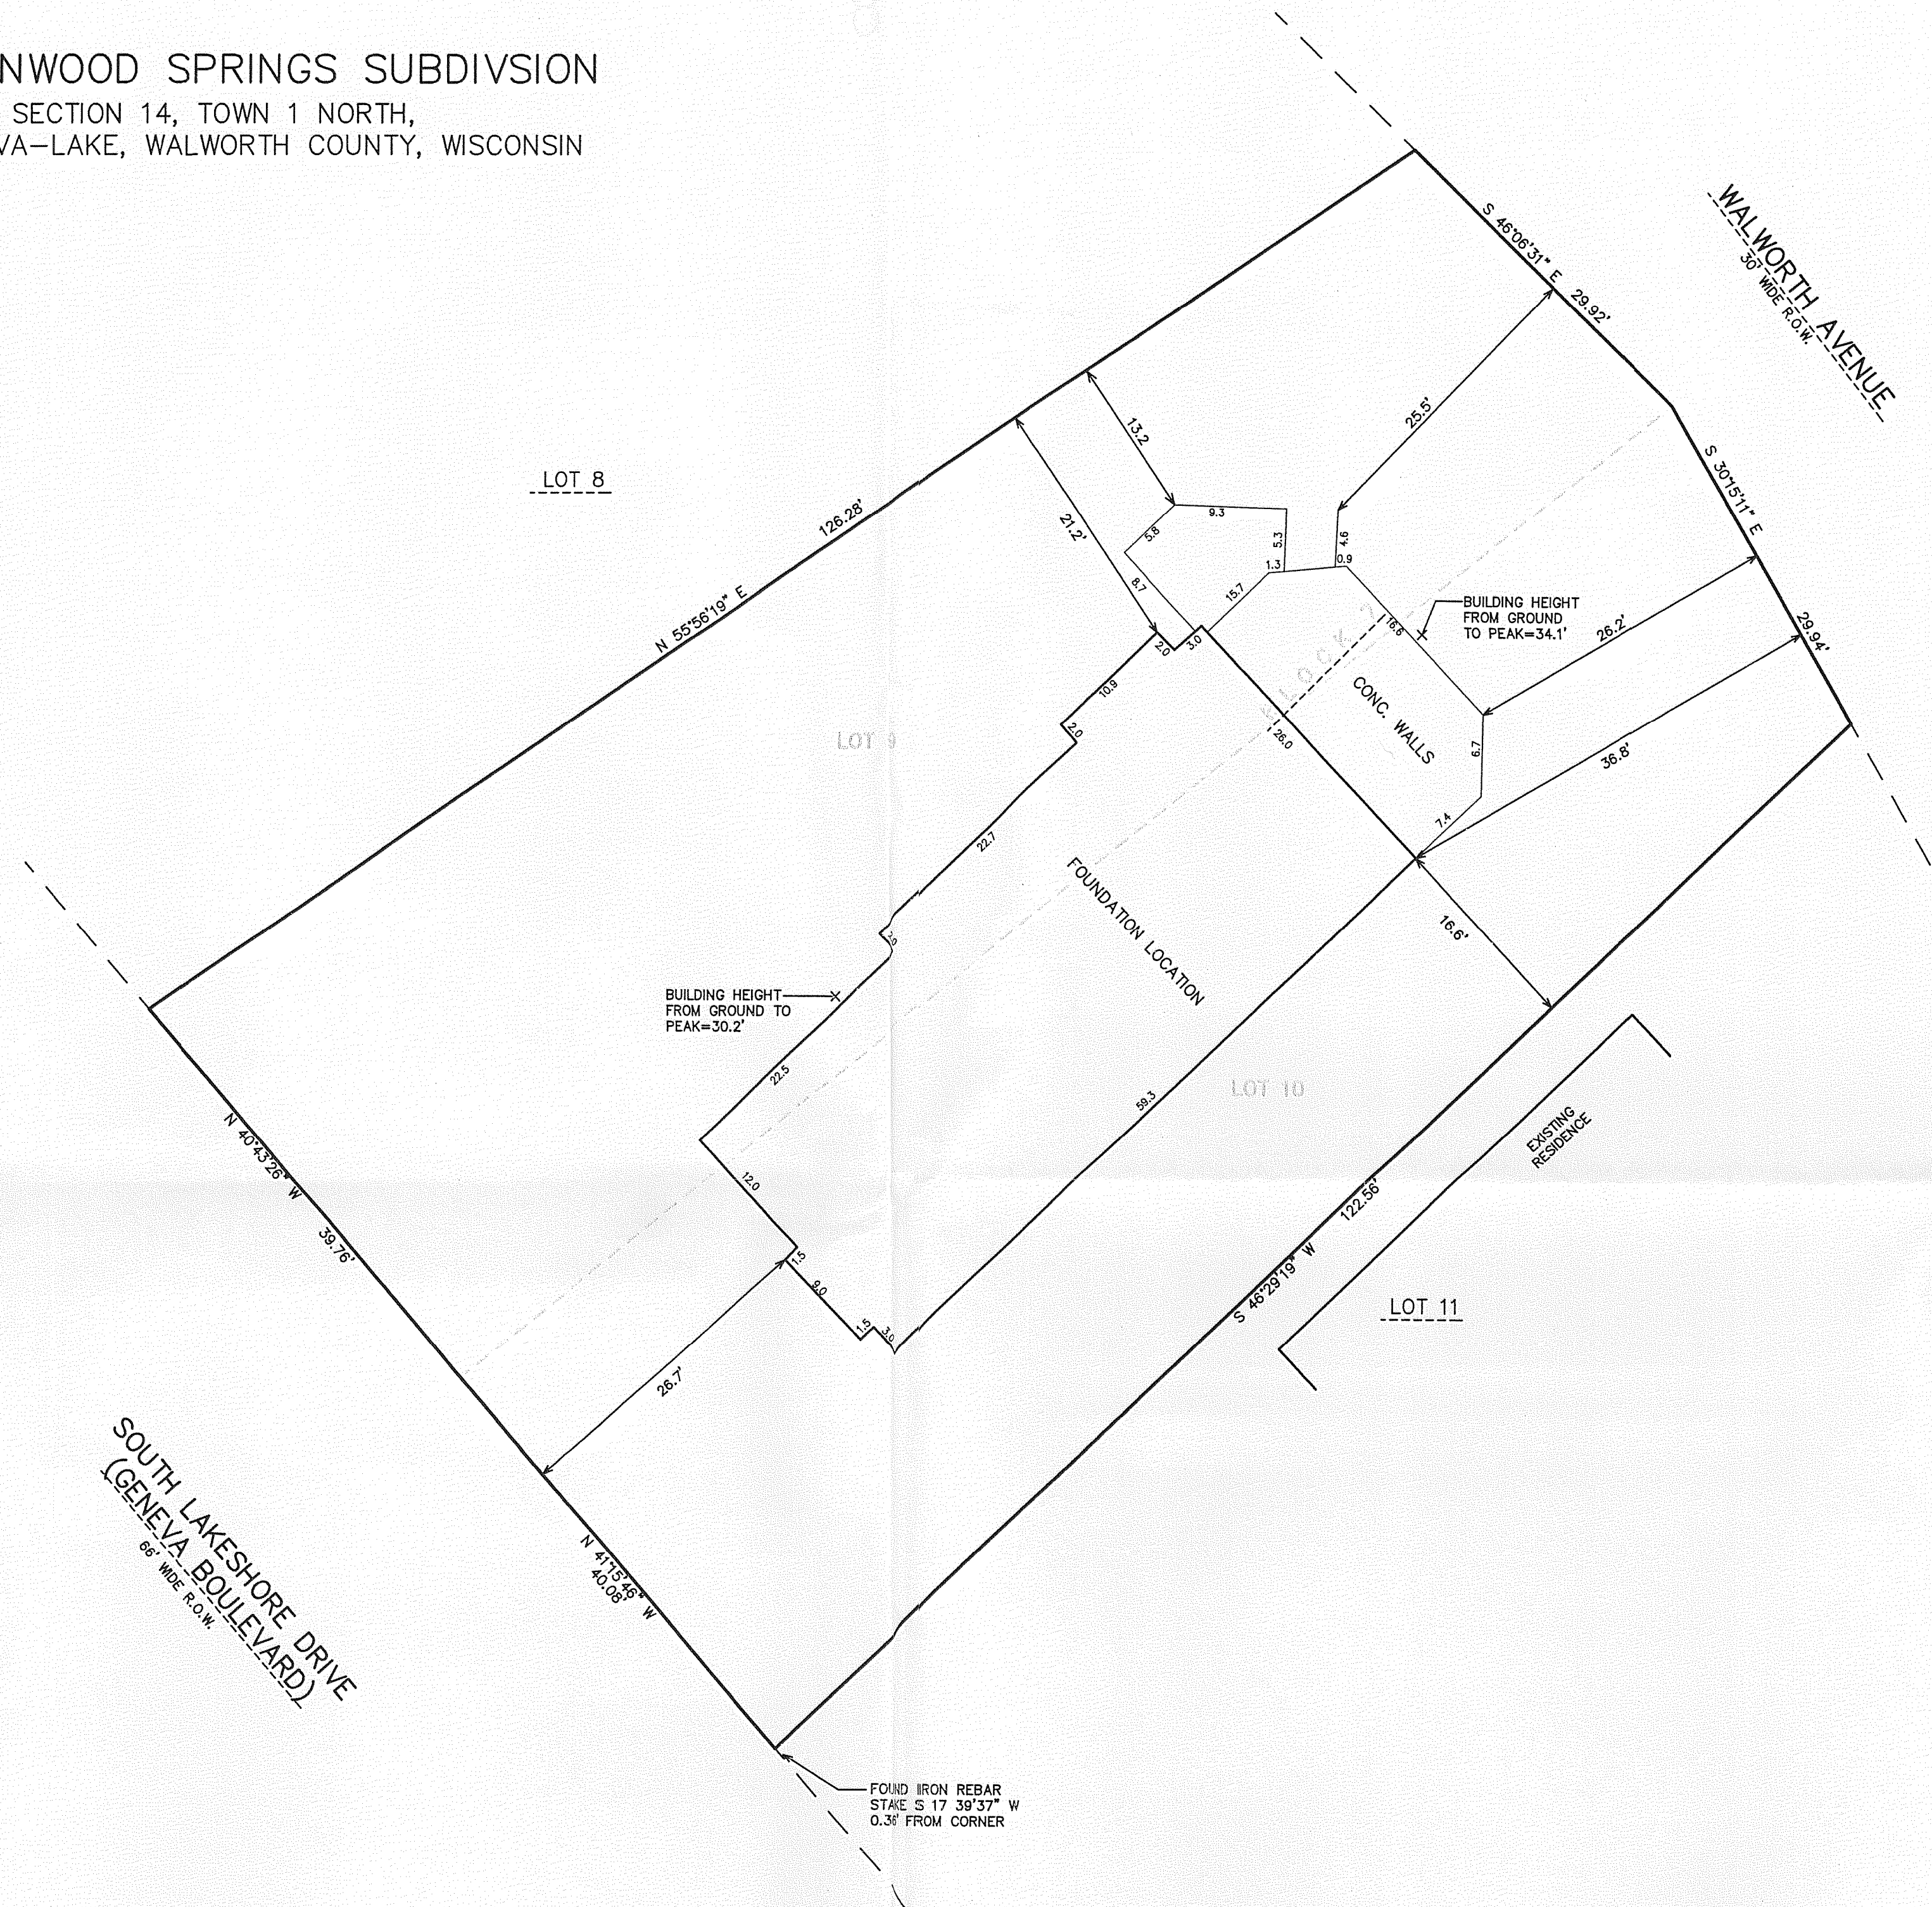 NWOOD SPRINGS SUBDIVSION
SECTION 14, TOWN 1 NORTH,
VA-LAKE, WALWORTH COUNTY, WISCONSIN
WALWORTH AVENUE
30' WIDE R.O.W.
S 46°06'31" E
29.92'
S 30°15'11" E
29.94'
25.5'
13.2
21.2'
LOT 8
126.28'
N 55°56'19" E
9.3
5.8
5.3
4.6
1.3
0.9
8.7
15.7
2.0
3.0
16.6
BUILDING HEIGHT
FROM GROUND
TO PEAK=34.1'
26.2'
36.8'
CONC. WALLS
LOCK 2
26.0
6.7
7.4
10.9
2.0
LOT 9
22.7
FOUNDATION LOCATION
16.6'
2.0
BUILDING HEIGHT
FROM GROUND TO
PEAK=30.2'
22.5
59.3
LOT 10
EXISTING
RESIDENCE
12.0
1.5
9.0
1.5
3.0
122.56'
S 46°29'19" W
LOT 11
N 40°43'26" W
39.76'
26.7'
N 41°15'46" W
40.08'
SOUTH LAKESHORE DRIVE
(GENEVA BOULEVARD)
66' WIDE R.O.W.
FOUND IRON REBAR
STAKE S 17 39'37" W
0.36' FROM CORNER